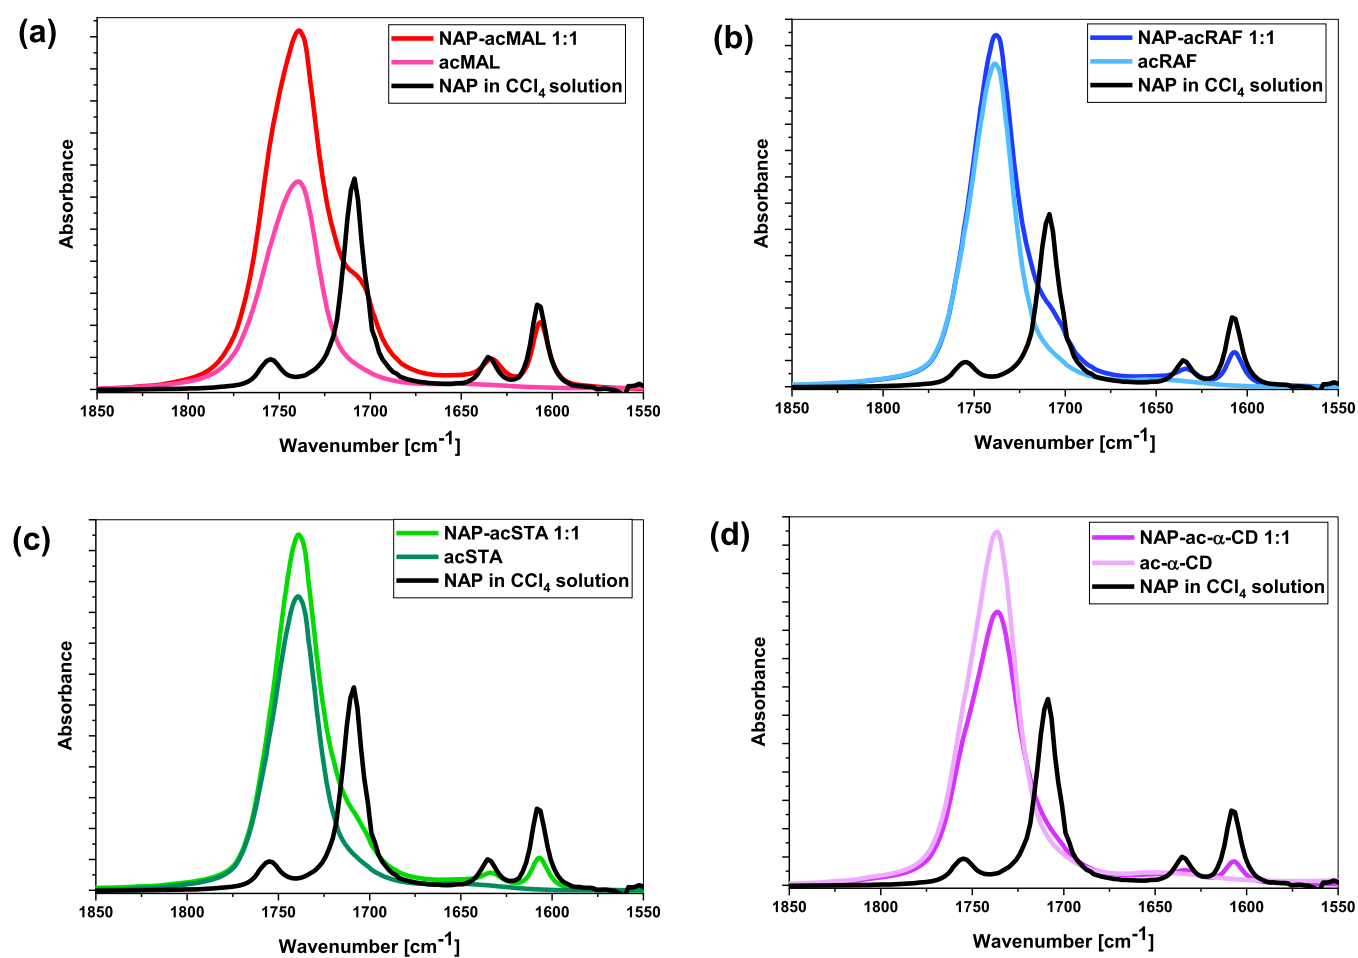 (a)
NAP-acMAL 1:1
acMAL
NAP in CCl4 solution
Absorbance
1850 1800 1750 1700 1650 1600 1550
Wavenumber [cm-1]
(b)
NAP-acRAF 1:1
acRAF
NAP in CCl4 solution
Absorbance
1850 1800 1750 1700 1650 1600 1550
Wavenumber [cm-1]
(c)
NAP-acSTA 1:1
acSTA
NAP in CCl4 solution
Absorbance
1850 1800 1750 1700 1650 1600 1550
Wavenumber [cm-1]
(d)
NAP-ac-α-CD 1:1
ac-α-CD
NAP in CCl4 solution
Absorbance
1850 1800 1750 1700 1650 1600 1550
Wavenumber [cm-1]